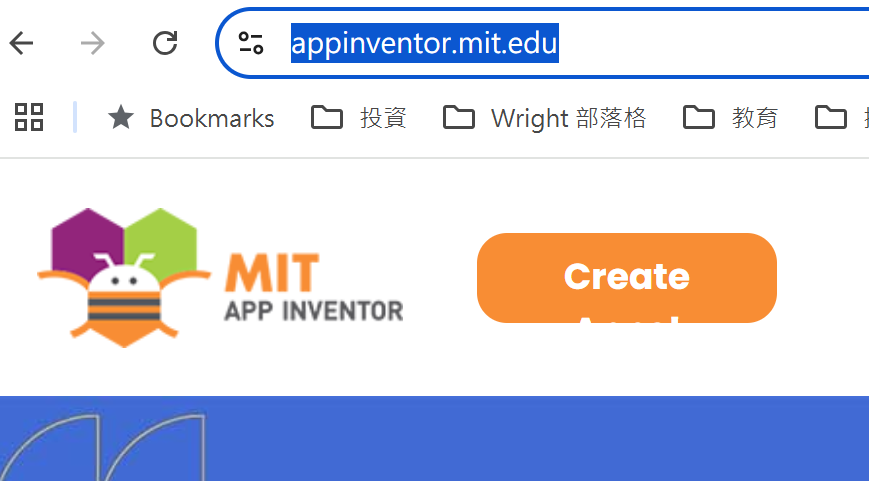 appinventor.mit.edu
Bookmarks 投資 Wright 部落格 教育
MIT
APP INVENTOR
Create